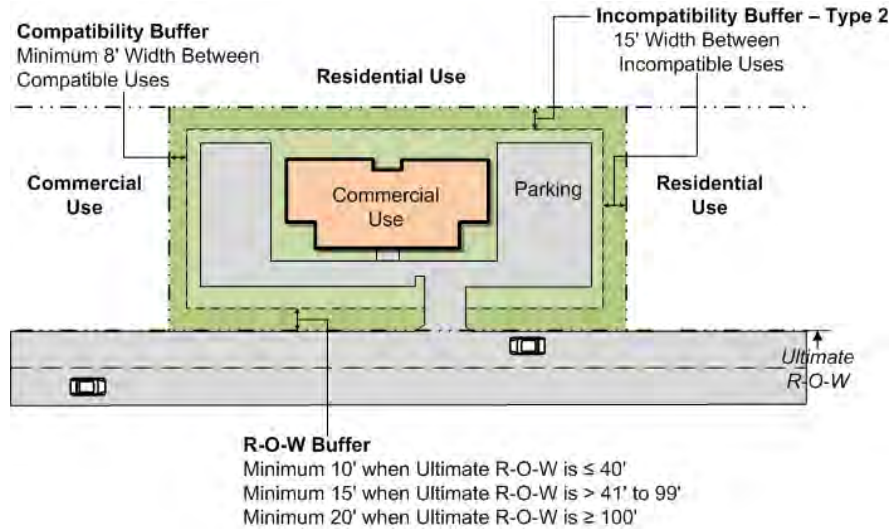 Compatibility Buffer
Minimum 8' Width Between
Compatible Uses
Incompatibility Buffer – Type 2
15' Width Between
Incompatible Uses
Residential Use
Commercial
Use
Commercial
Use
Parking
Residential
Use
Ultimate
R-O-W
R-O-W Buffer
Minimum 10' when Ultimate R-O-W is ≤ 40'
Minimum 15' when Ultimate R-O-W is > 41' to 99'
Minimum 20' when Ultimate R-O-W is ≥ 100'